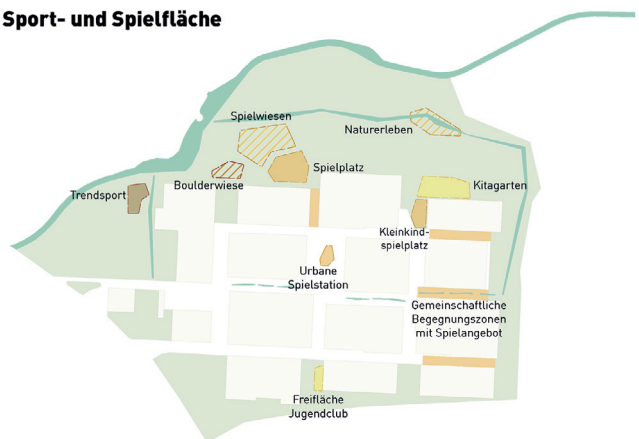 Sport- und Spielfläche
Spielwiesen
Naturerleben
Spielplatz
Trendsport
Boulderwiese
Kitagarten
Kleinkind-
spielplatz
Urbane
Spielstation
Gemeinschaftliche
Begegnungszonen
mit Spielangebot
Freifläche
Jugendclub